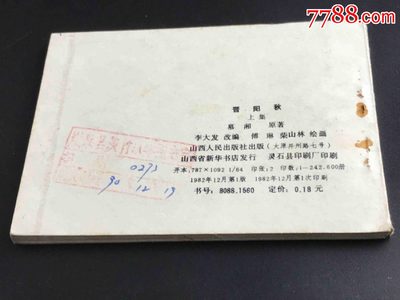 7788.com
晋阳秋
上集
慕湘 原著
李大发 改编 傅琳 柴山林 绘画
山西人民出版社出版 (太原并州路七号)
山西省新华书店发行 灵石县印刷厂印刷
开本:787×1092 1/64 印张:2 印数:1—242,600册
1982年12月第1版 1982年12月第1次印刷
书号:8088.1560 定价:0.18 元
0273
90 12 19